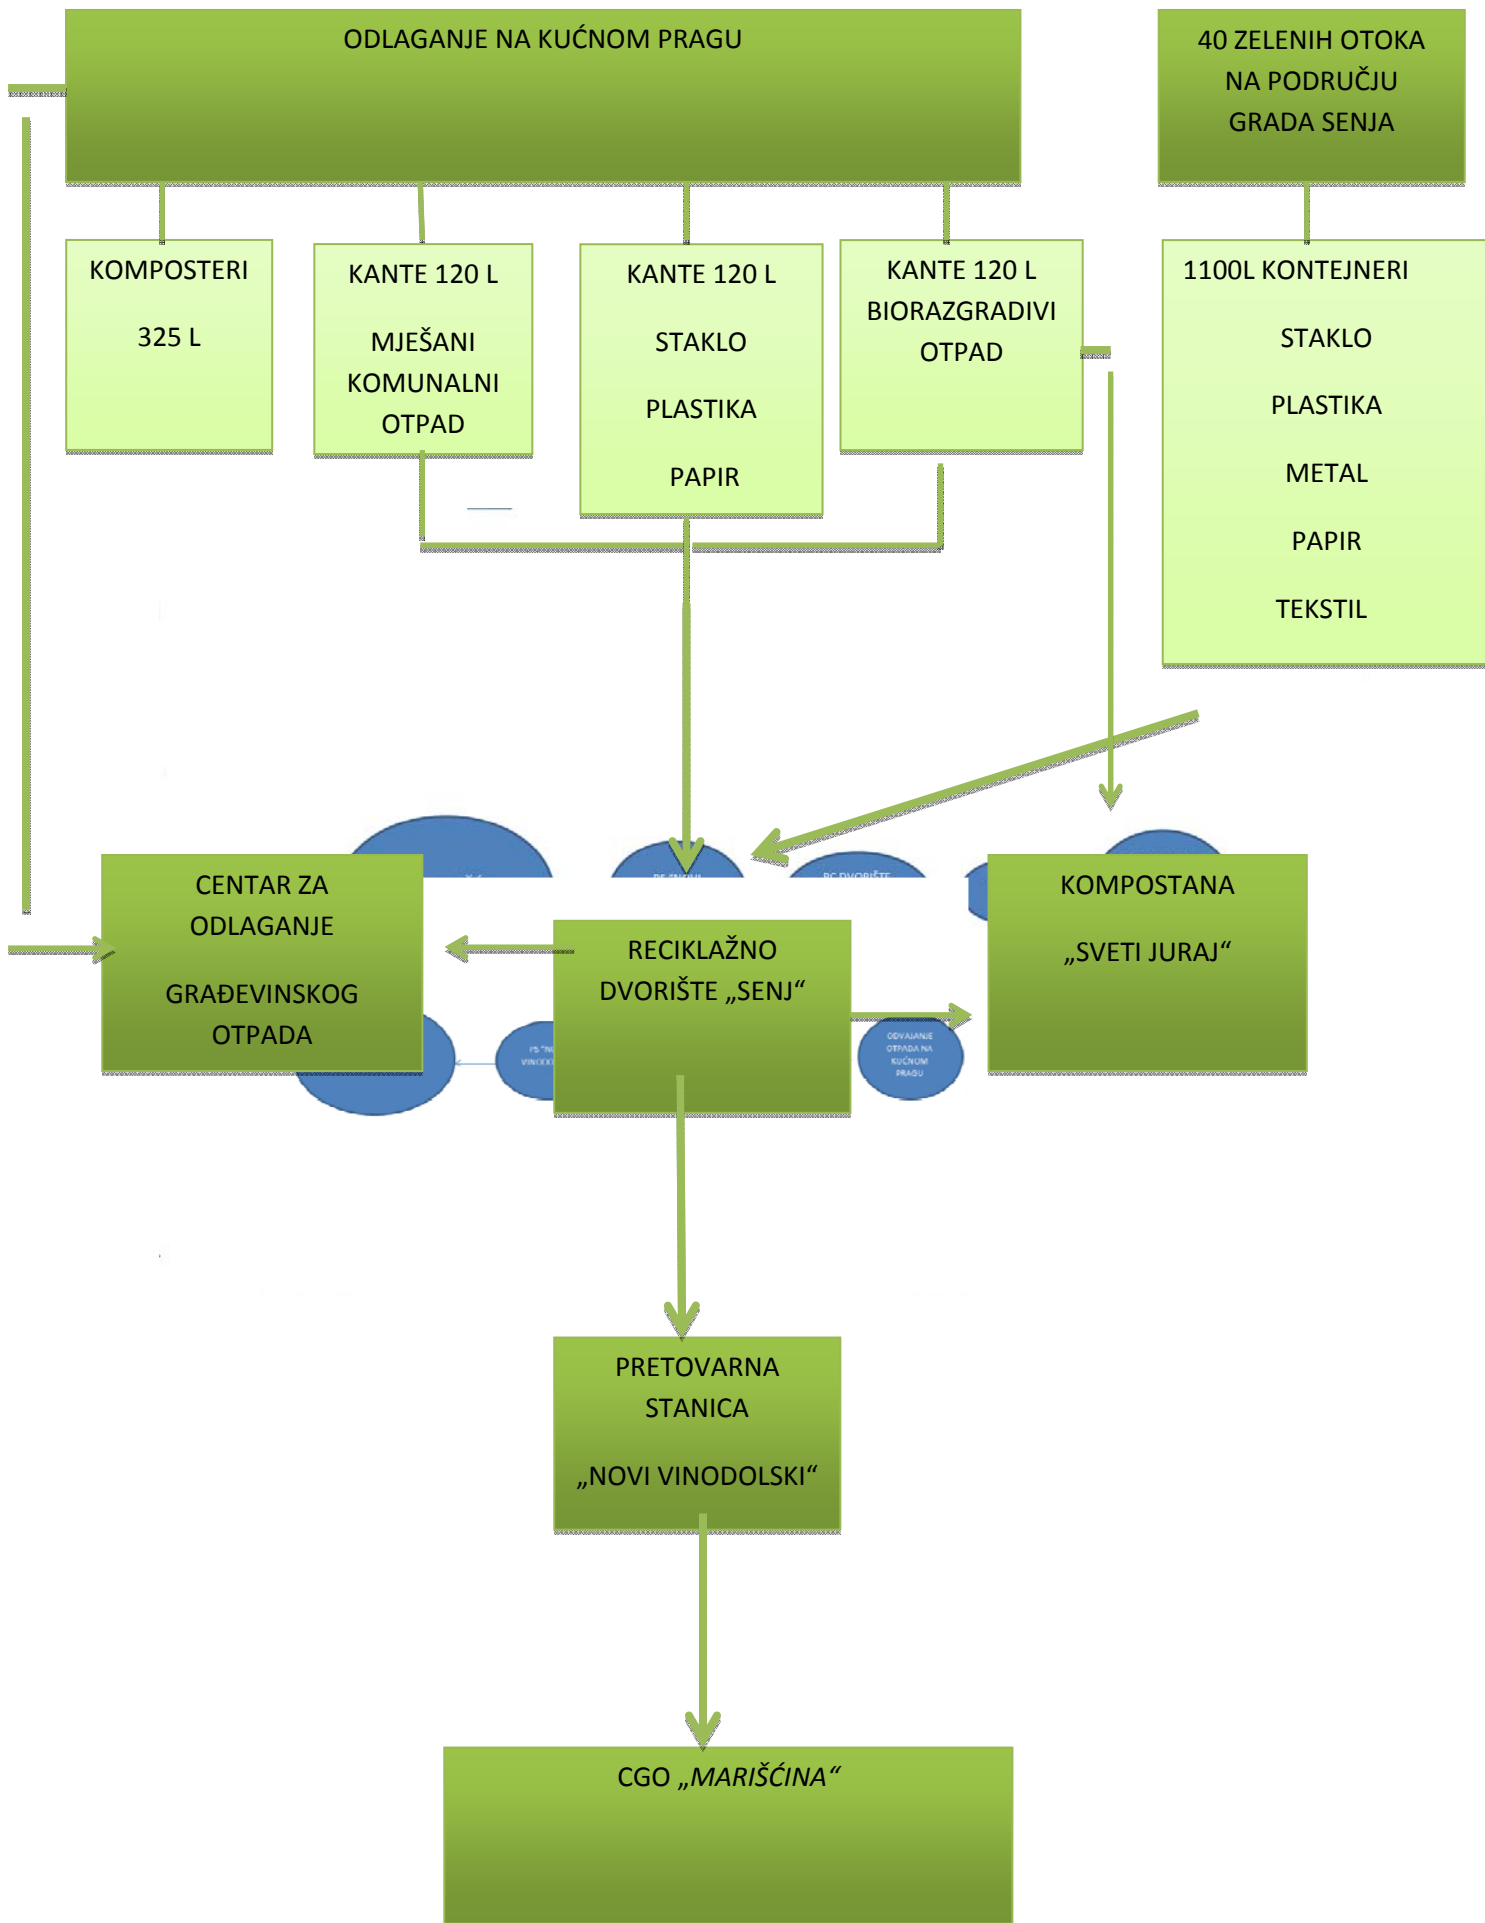 ODLAGANJE NA KUĆNOM PRAGU
40 ZELENIH OTOKA
NA PODRUČJU
GRADA SENJA
KOMPOSTERI
325 L
KANTE 120 L
MJEŠANI
KOMUNALNI
OTPAD
KANTE 120 L
STAKLO
PLASTIKA
PAPIR
KANTE 120 L
BIORAZGRADIVI
OTPAD
1100L KONTEJNERI
STAKLO
PLASTIKA
METAL
PAPIR
TEKSTIL
CENTAR ZA
ODLAGANJE
GRAĐEVINSKOG
OTPADA
RECIKLAŽNO
DVORIŠTE „SENJ“
KOMPOSTANA
„SVETI JURAJ“
ODVAJANJE
OTPADA NA
KUĆNOM
PRAGU
PRETOVARNA
STANICA
„NOVI VINODOLSKI“
CGO „MARIŠĆINA“